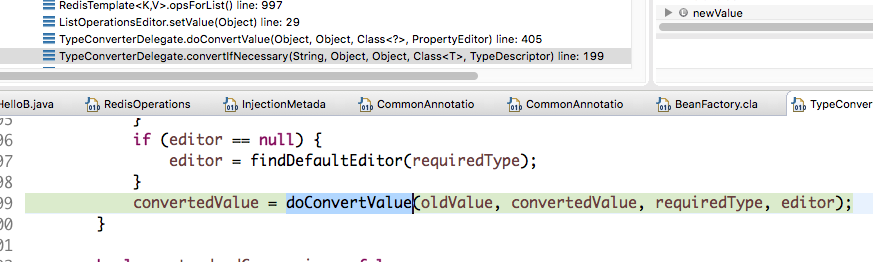 RedisTemplate<K,V>.opsForList() line: 997
ListOperationsEditor.setValue(Object) line: 29
TypeConverterDelegate.doConvertValue(Object, Object, Class<?>, PropertyEditor) line: 405
TypeConverterDelegate.convertIfNecessary(String, Object, Object, Class<T>, TypeDescriptor) line: 199
newValue
HelloB.java RedisOperations InjectionMetada CommonAnnotatio CommonAnnotatio BeanFactory.cla TypeConver
95 }
96 if (editor == null) {
97 editor = findDefaultEditor(requiredType);
98 }
99 convertedValue = doConvertValue(oldValue, convertedValue, requiredType, editor);
00 }
01